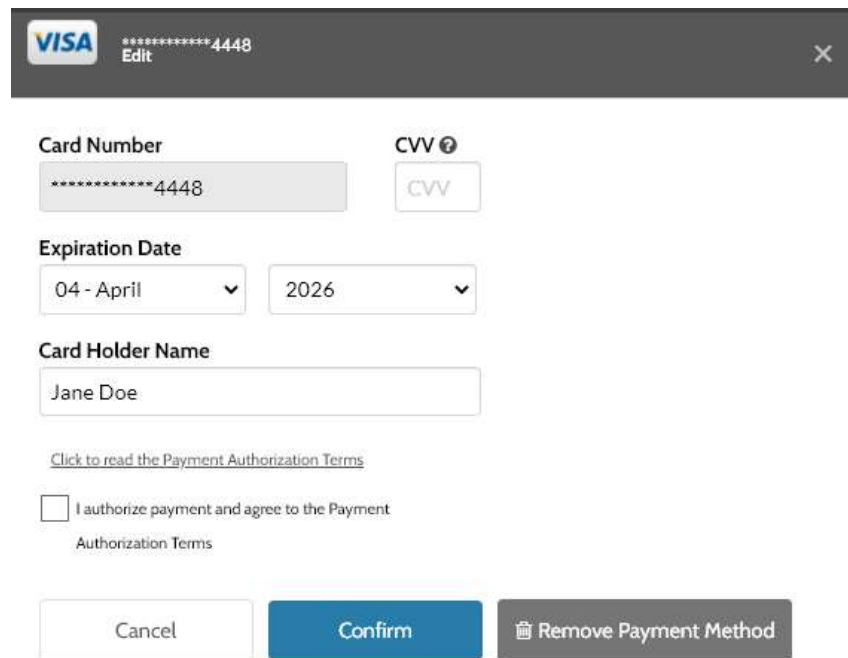 VISA
************4448
Edit
×
Card Number CVV ?
************4448 CVV
Expiration Date
04 - April 2026
Card Holder Name
Jane Doe
Click to read the Payment Authorization Terms
I authorize payment and agree to the Payment
Authorization Terms
Cancel Confirm Remove Payment Method